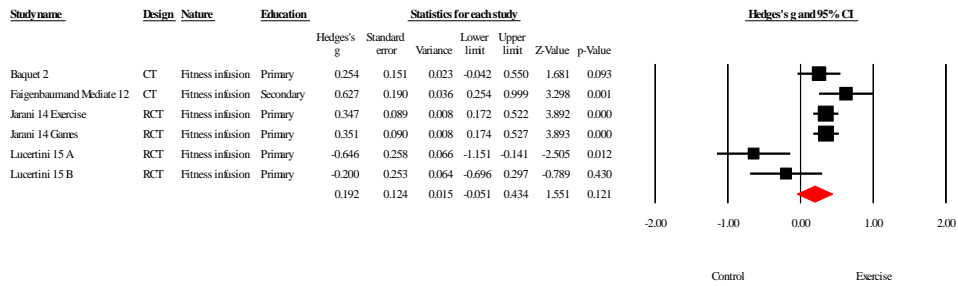 Study name Design Nature Education Statistics for each study Hedges's g and 95% CI
Hedges's Standard Lower Upper
g error Variance limit limit Z-Value p-Value
Baquet 2 CT Fitness infusion Primary 0.254 0.151 0.023 -0.042 0.550 1.681 0.093
Faigenbaum and Mediate 12 CT Fitness infusion Secondary 0.627 0.190 0.036 0.254 0.999 3.298 0.001
Jarani 14 Exercise RCT Fitness infusion Primary 0.347 0.089 0.008 0.172 0.522 3.892 0.000
Jarani 14 Games RCT Fitness infusion Primary 0.351 0.090 0.008 0.174 0.527 3.893 0.000
Lucertini 15 A RCT Fitness infusion Primary -0.646 0.258 0.066 -1.151 -0.141 -2.505 0.012
Lucertini 15 B RCT Fitness infusion Primary -0.200 0.253 0.064 -0.696 0.297 -0.789 0.430
0.192 0.124 0.015 -0.051 0.434 1.551 0.121
-2.00 -1.00 0.00 1.00 2.00
Control Exercise